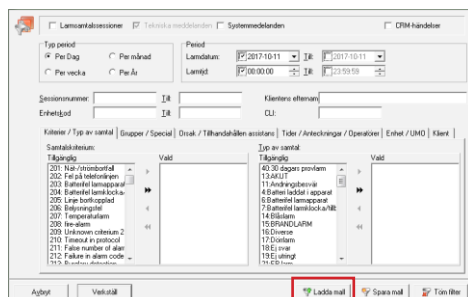 Larmsamtalssessioner Tekniska meddelanden Systemmedelanden CRM-händelser
Typ period
Per Dag Per månad
Per vecka Per År
Period
Larmdatum: 2017-10-11 Till: 2017-10-11
Larmtid: 00:00:00 Till: 23:59:59
Sessionsnummer: Till: Klientens efternamn
Enhetskod Till: CLI:
Kriterier / Typ av samtal Grupper / Special Orsak / Tillhandahållen assistans Tider / Anteckningar / Operatörer Enhet / UMO Klient
Samtalskriterium: Typ av samtal:
Tillgänglig Vald Tillgänglig Vald
201: Nät-/strömbortfall
202: Fel på telefonlinjen
203: Batterifel larmapparat
204: Batterifel larmklocka
205: Linje bortkopplad
206: Belysningsfel
207: Temperaturlarm
208: fire-alarm
209: Unknown criterium 2
210: Timeout in protocol
211: False number of alar
212: Failure in alarm code
40:30 dagars provlarm
13:AKUT
11:Andningsbesvär
4:Batteri laddat i apparat
6:Batterifel larmapparat
7:Batterifel larmklocka/tillb
14:Blåslarm
15:BRANDLARM
16:Diverse
17:Dörrlarm
18:Ej svar
19:Ej utringt
Avbryt Verkställ Ladda mall Spara mall Töm filter